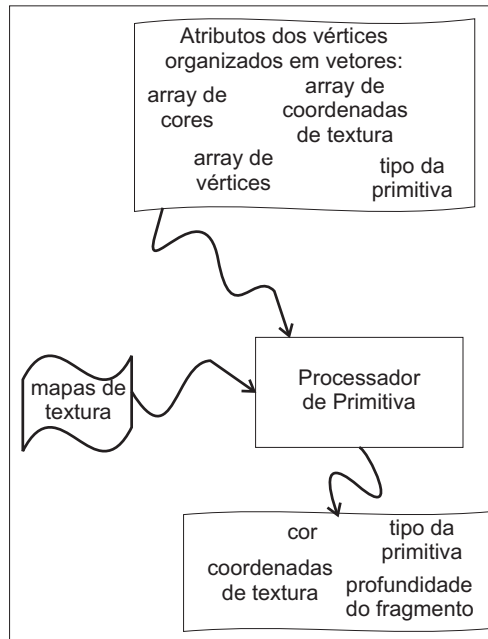 Atributos dos vértices
organizados em vetores:
array de
cores
array de
coordenadas
de textura
array de
vértices
tipo da
primitiva
mapas de
textura
Processador
de Primitiva
cor
tipo da
primitiva
coordenadas
de textura
profundidade
do fragmento